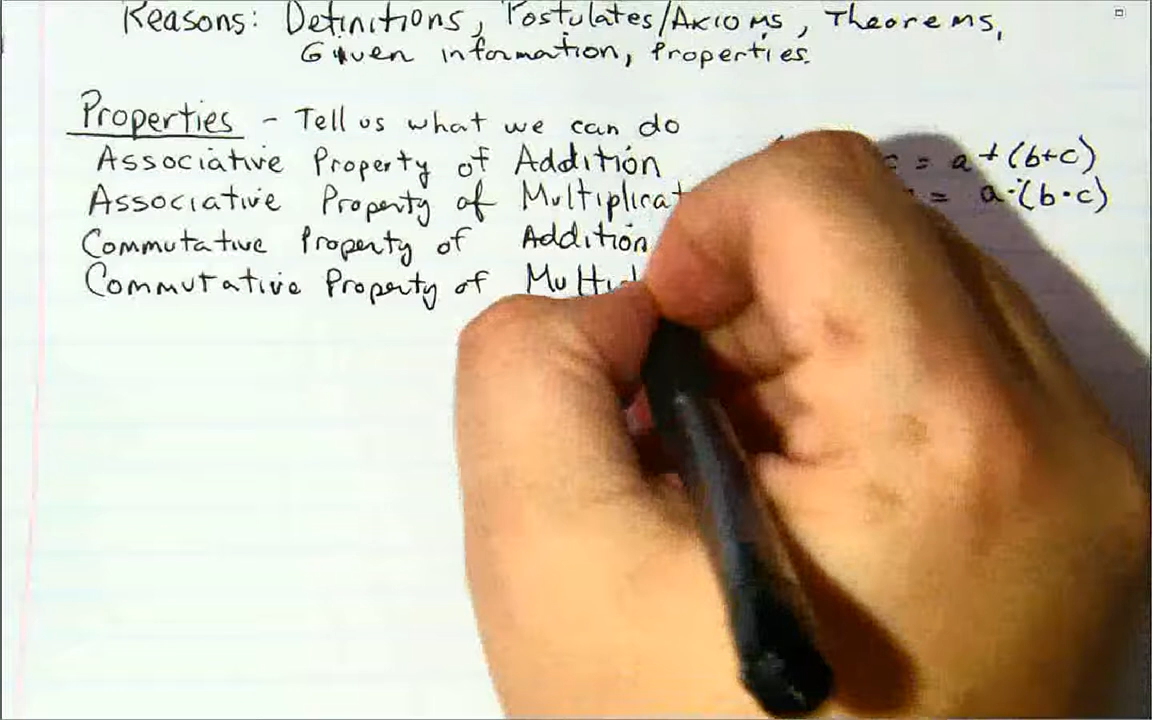 Reasons: Definitions, Postulates/Axioms, Theorems,
Given information, Properties.
Properties - Tell us what we can do
Associative Property of Addition = a+(b+c)
Associative Property of = a·(b·c)
Commutative Property of Addition
Commutative Property of